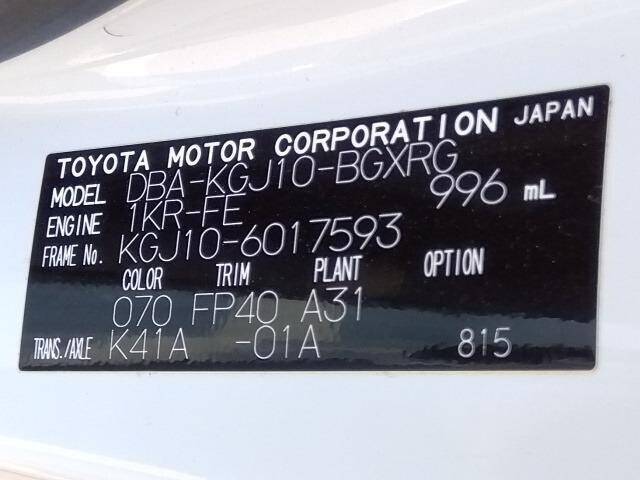 TOYOTA MOTOR CORPORATION JAPAN
MODEL DBA-KGJ10-BGXRG
ENGINE 1KR-FE 996 mL
FRAME No. KGJ10-6017593
COLOR TRIM PLANT OPTION
070 FP40 A31
TRANS./AXLE K41A -01A 815